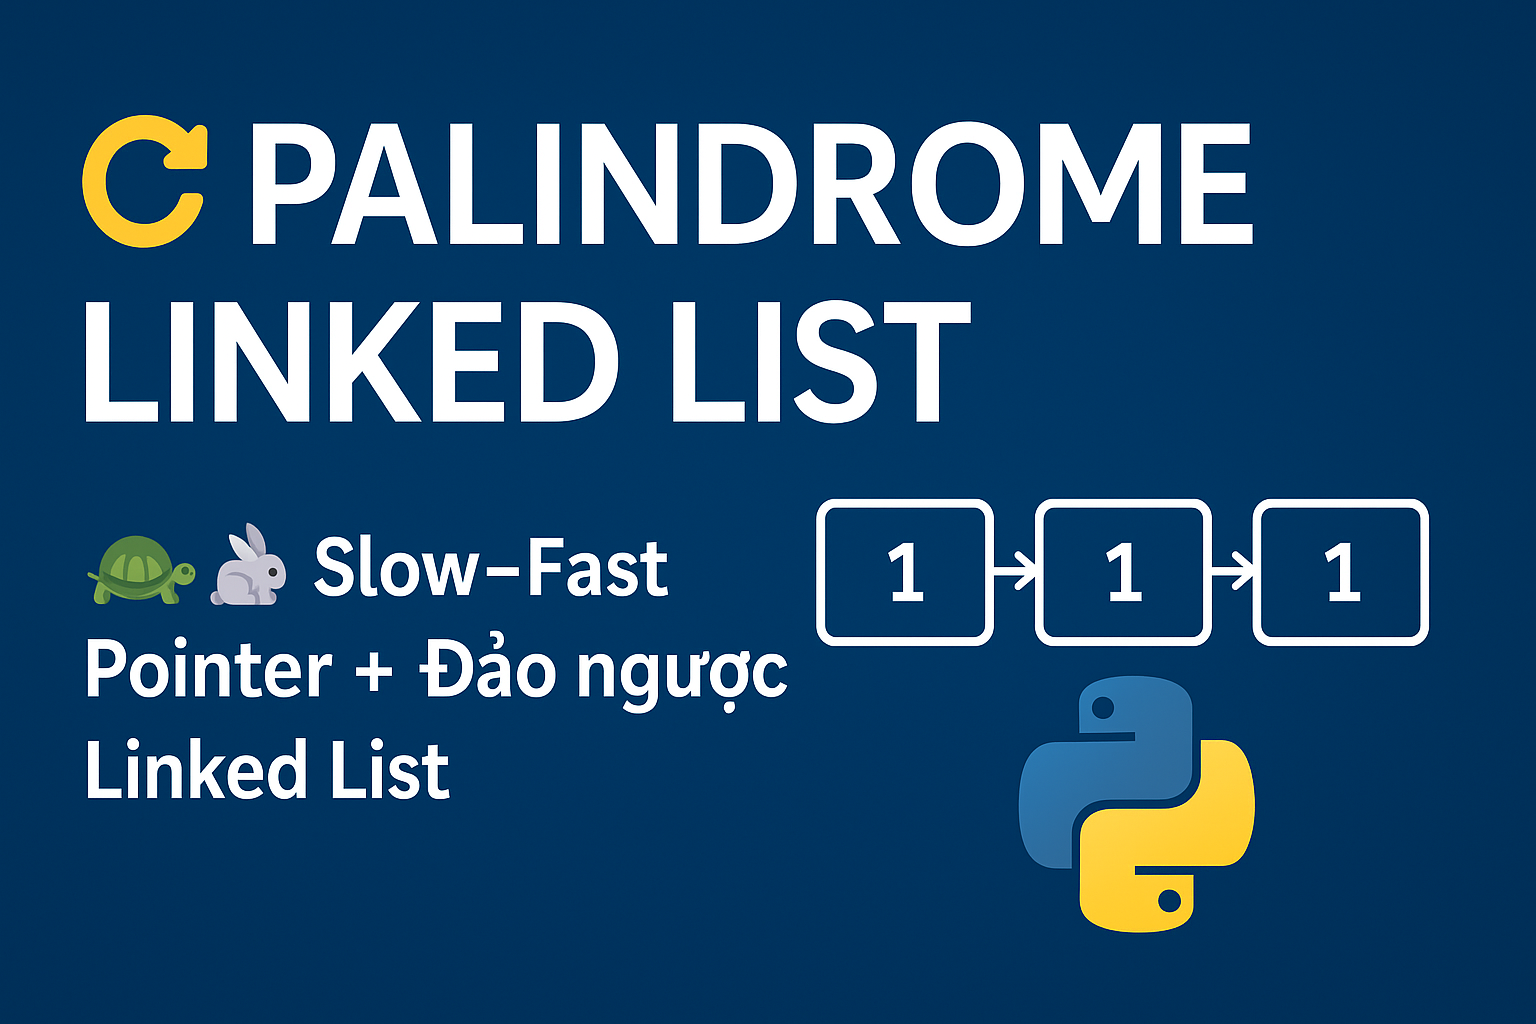 PALINDROME
LINKED LIST
Slow-Fast
Pointer + Đảo ngược
Linked List
1 1 1